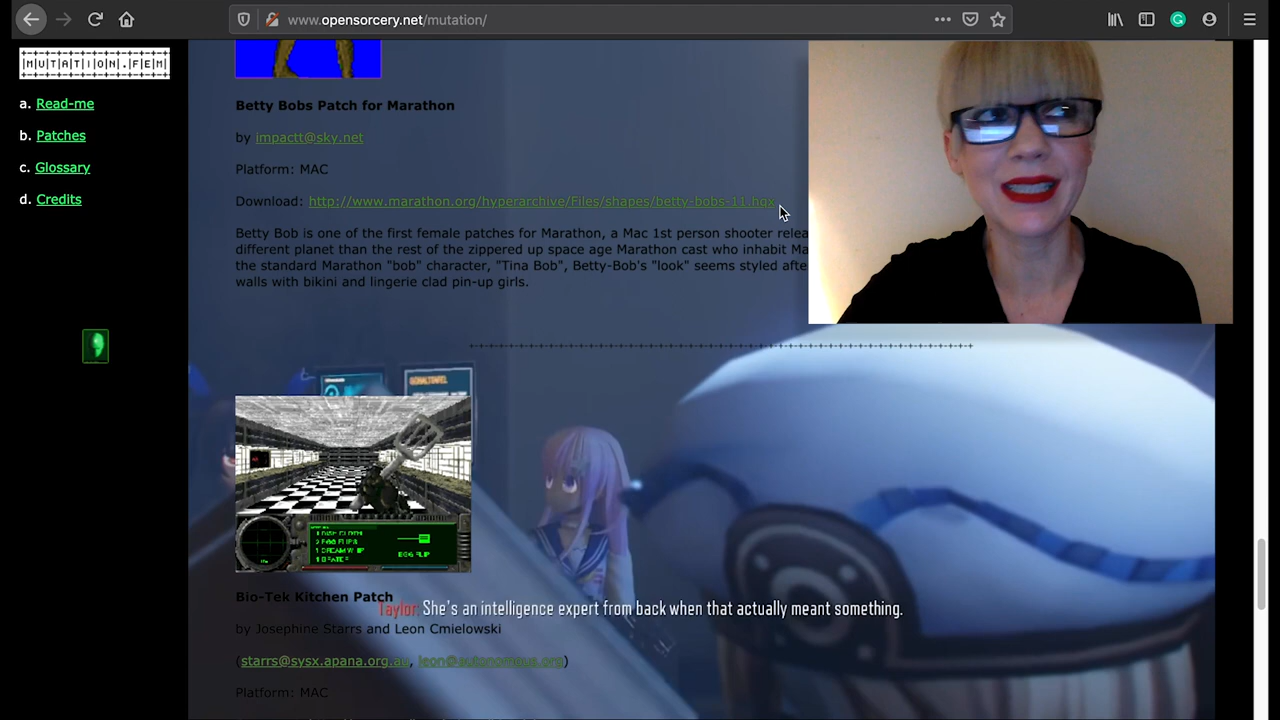 www.opensorcery.net/mutation/
|M|U|T|A|T|I|O|N|.|F|E|M|
a. Read-me
b. Patches
c. Glossary
d. Credits
Betty Bobs Patch for Marathon
by impactt@sky.net
Platform: MAC
Download: http://www.marathon.org/hyperarchive/Files/shapes/betty-bobs-11.hqx
Betty Bob is one of the first female patches for Marathon, a Mac 1st person shooter relea
different planet than the rest of the zippered up space age Marathon cast who inhabit Ma
the standard Marathon "bob" character, "Tina Bob", Betty-Bob's "look" seems styled afte
walls with bikini and lingerie clad pin-up girls.
+-+-+-+-+-+-+-+-+-+-+-+-+-+-+-+-+-+-+-+-+-+-+-+-+-+-+-+-+-+-+-+
EGG FLIP
Bio-Tek Kitchen Patch
Taylor: She's an intelligence expert from back when that actually meant something.
by Josephine Starrs and Leon Cmielowski
(starrs@sysx.apana.org.au, leon@autonomous.org)
Platform: MAC